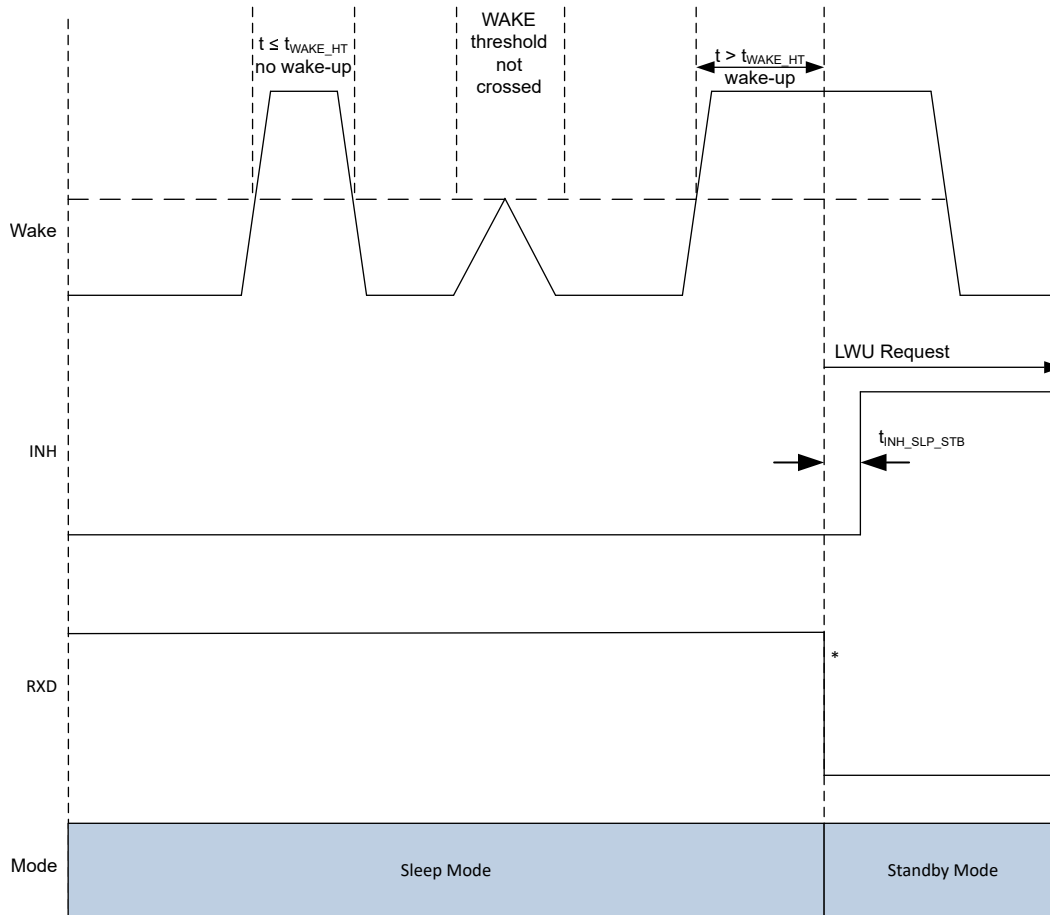 WAKE
threshold
not
crossed
t ≤ tWAKE_HT
no wake-up
t > tWAKE_HT
wake-up
Wake
LWU Request
INH
tINH_SLP_STB
*
RXD
Mode
Sleep Mode
Standby Mode